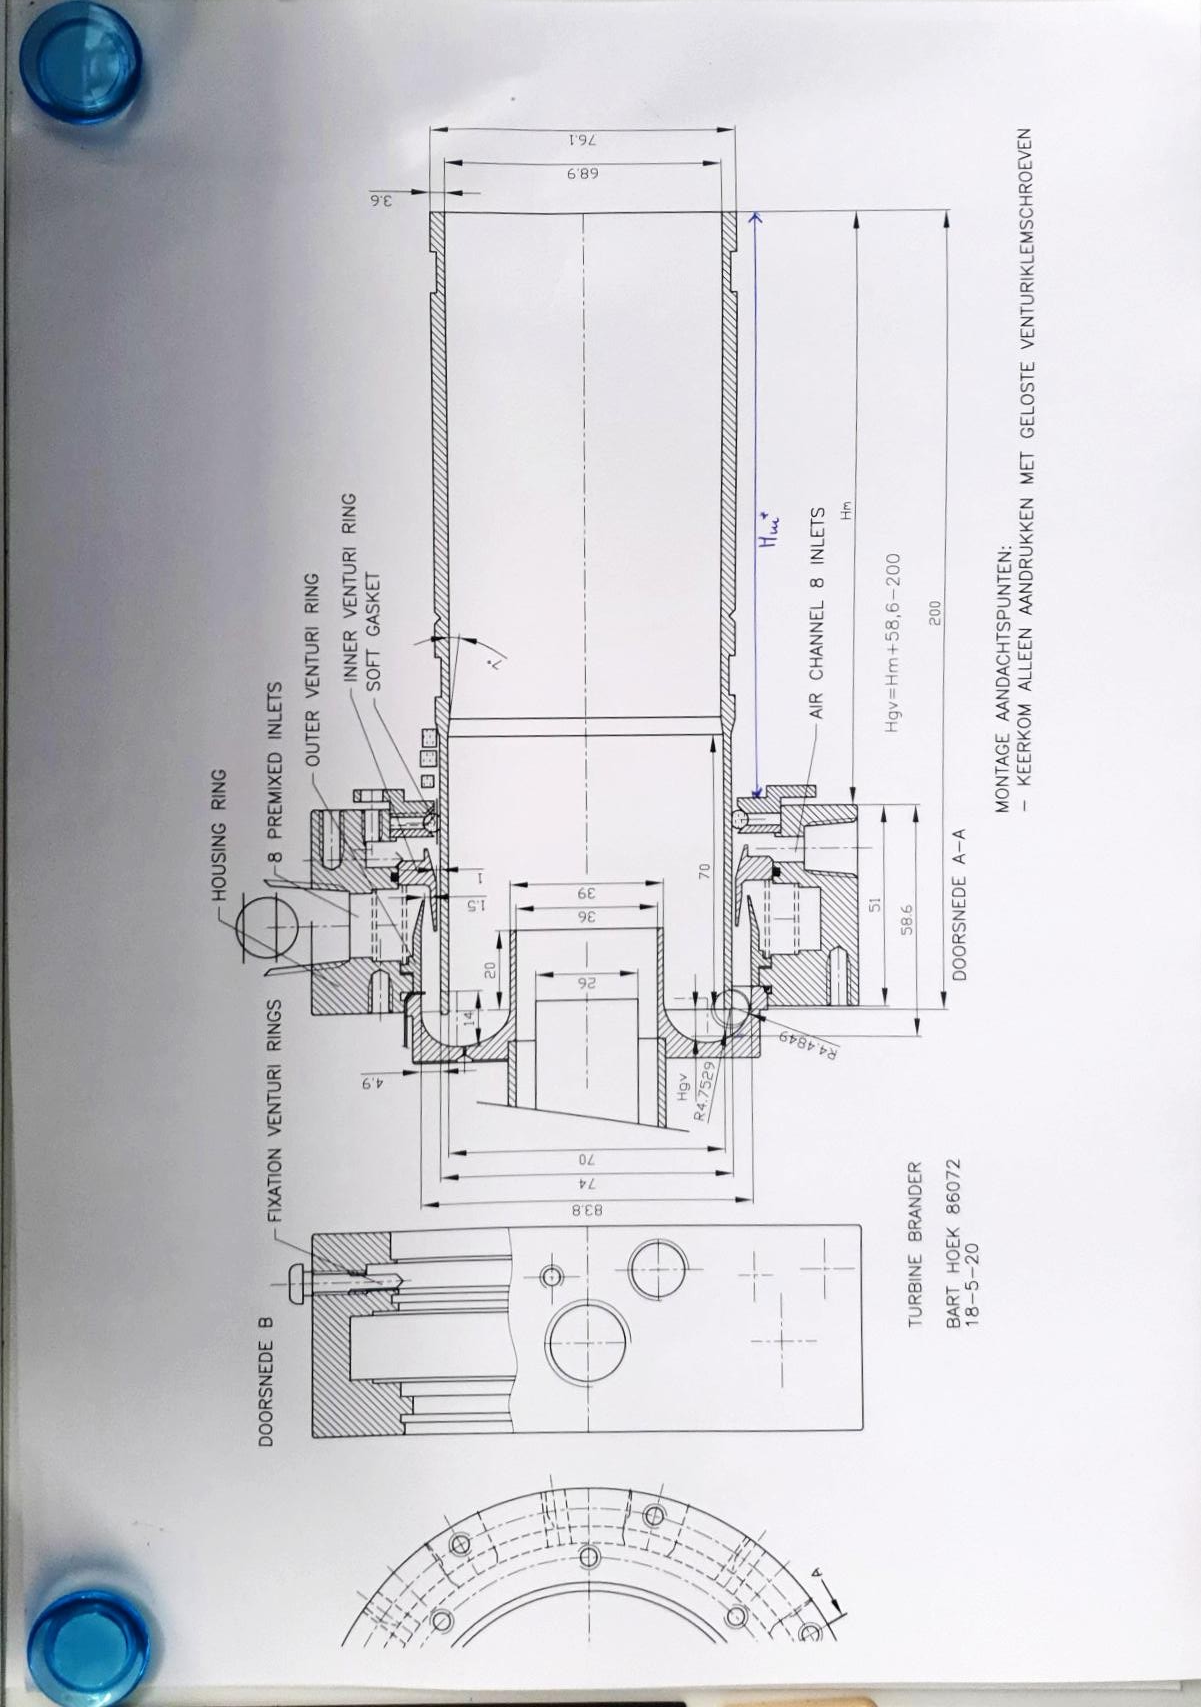 HOUSING RING
8 PREMIXED INLETS
OUTER VENTURI RING
INNER VENTURI RING
SOFT GASKET
FIXATION VENTURI RINGS
DOORSNEDE B
3.6
76.1
68.9
1
1.5
39
36
26
20
14
4.9
70
Hgv
R4.7529
R4.4849
70
74
83.8
Hm*
AIR CHANNEL 8 INLETS
Hm
Hgv=Hm+58,6-200
200
51
58.6
DOORSNEDE A-A
A
TURBINE BRANDER
BART HOEK 86072
18-5-20
MONTAGE AANDACHTSPUNTEN:
- KEERKOM ALLEEN AANDRUKKEN MET GELOSTE VENTURIKLEMSCHROEVEN